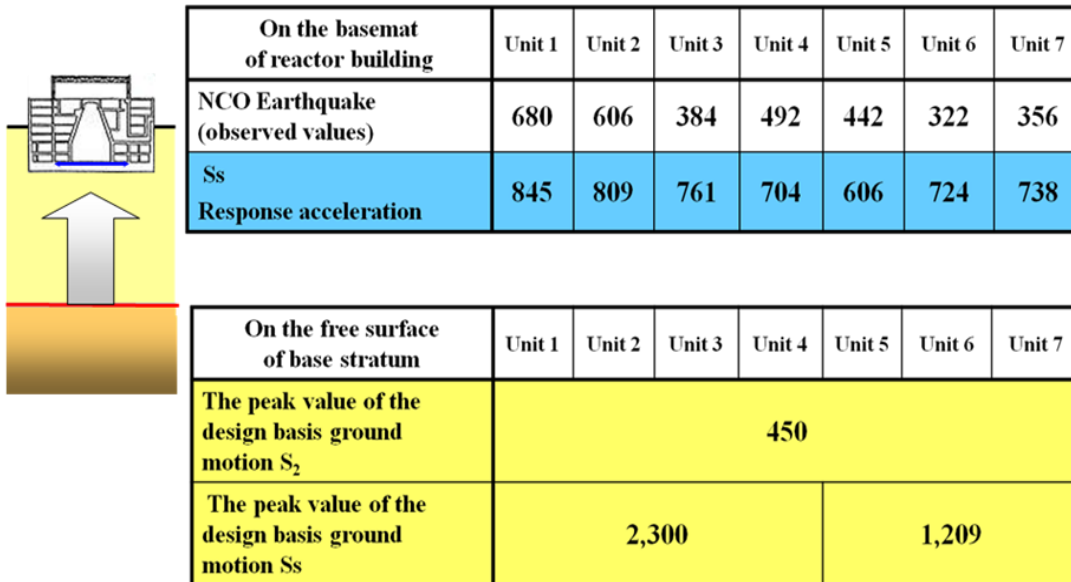 On the basemat
of reactor building
Unit 1 Unit 2 Unit 3 Unit 4 Unit 5 Unit 6 Unit 7
NCO Earthquake
(observed values)
680 606 384 492 442 322 356
Ss
Response acceleration
845 809 761 704 606 724 738
On the free surface
of base stratum
Unit 1 Unit 2 Unit 3 Unit 4 Unit 5 Unit 6 Unit 7
The peak value of the
design basis ground
motion S₂
450
The peak value of the
design basis ground
motion Ss
2,300 1,209